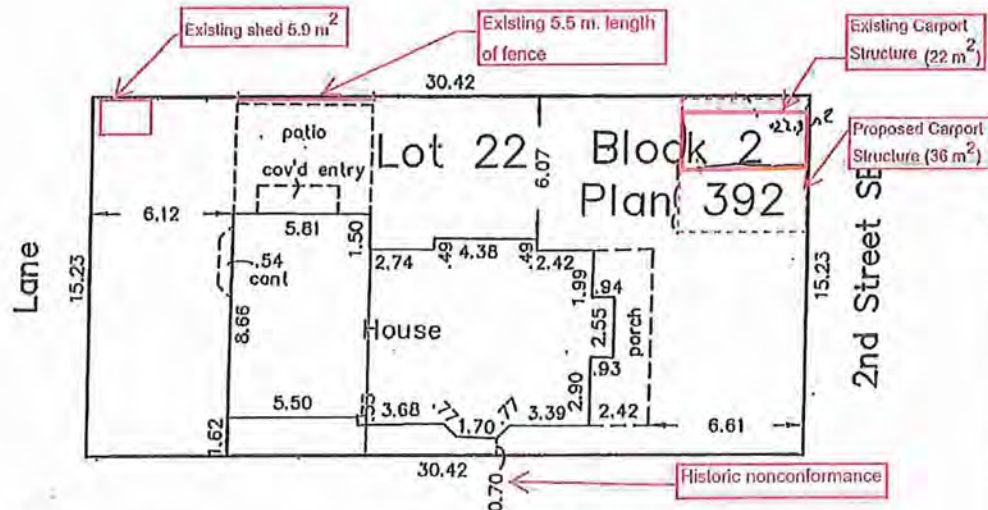 Existing shed 5.9 m²
Existing 5.5 m. length
of fence
Existing Carport
Structure (22 m²)
30.42
Proposed Carport
Structure (36 m²)
patio
Lot 22
Block 2
cov'd entry
6.07
Plan 392
6.12
5.81
1.50
2.74
.49
4.38
.49
2.42
.54
cant
Lane
15.23
8.66
House
1.99
.94
2.55
.93
porch
2.90
15.23
2nd Street SE
5.50
3.68
.77
1.70
.77
3.39
2.42
6.61
1.62
30.42
0.70
Historic nonconformance